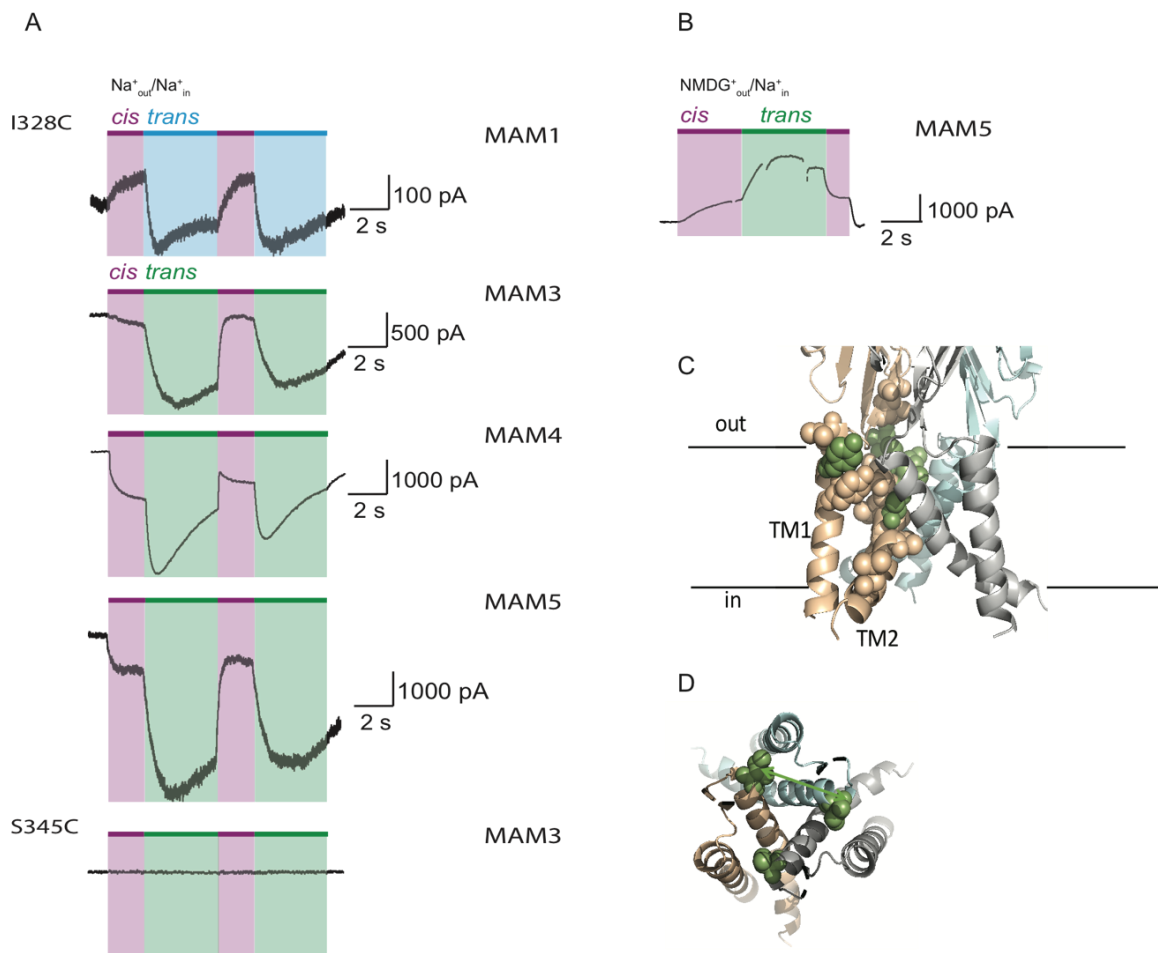 A
Na⁺out/Na⁺in
cis trans
I328C
MAM1
100 pA
2 s
cis trans
MAM3
500 pA
2 s
MAM4
1000 pA
2 s
MAM5
1000 pA
2 s
S345C
MAM3
B
NMDG⁺out/Na⁺in
cis trans
MAM5
1000 pA
2 s
C
out
TM1
in
TM2
D